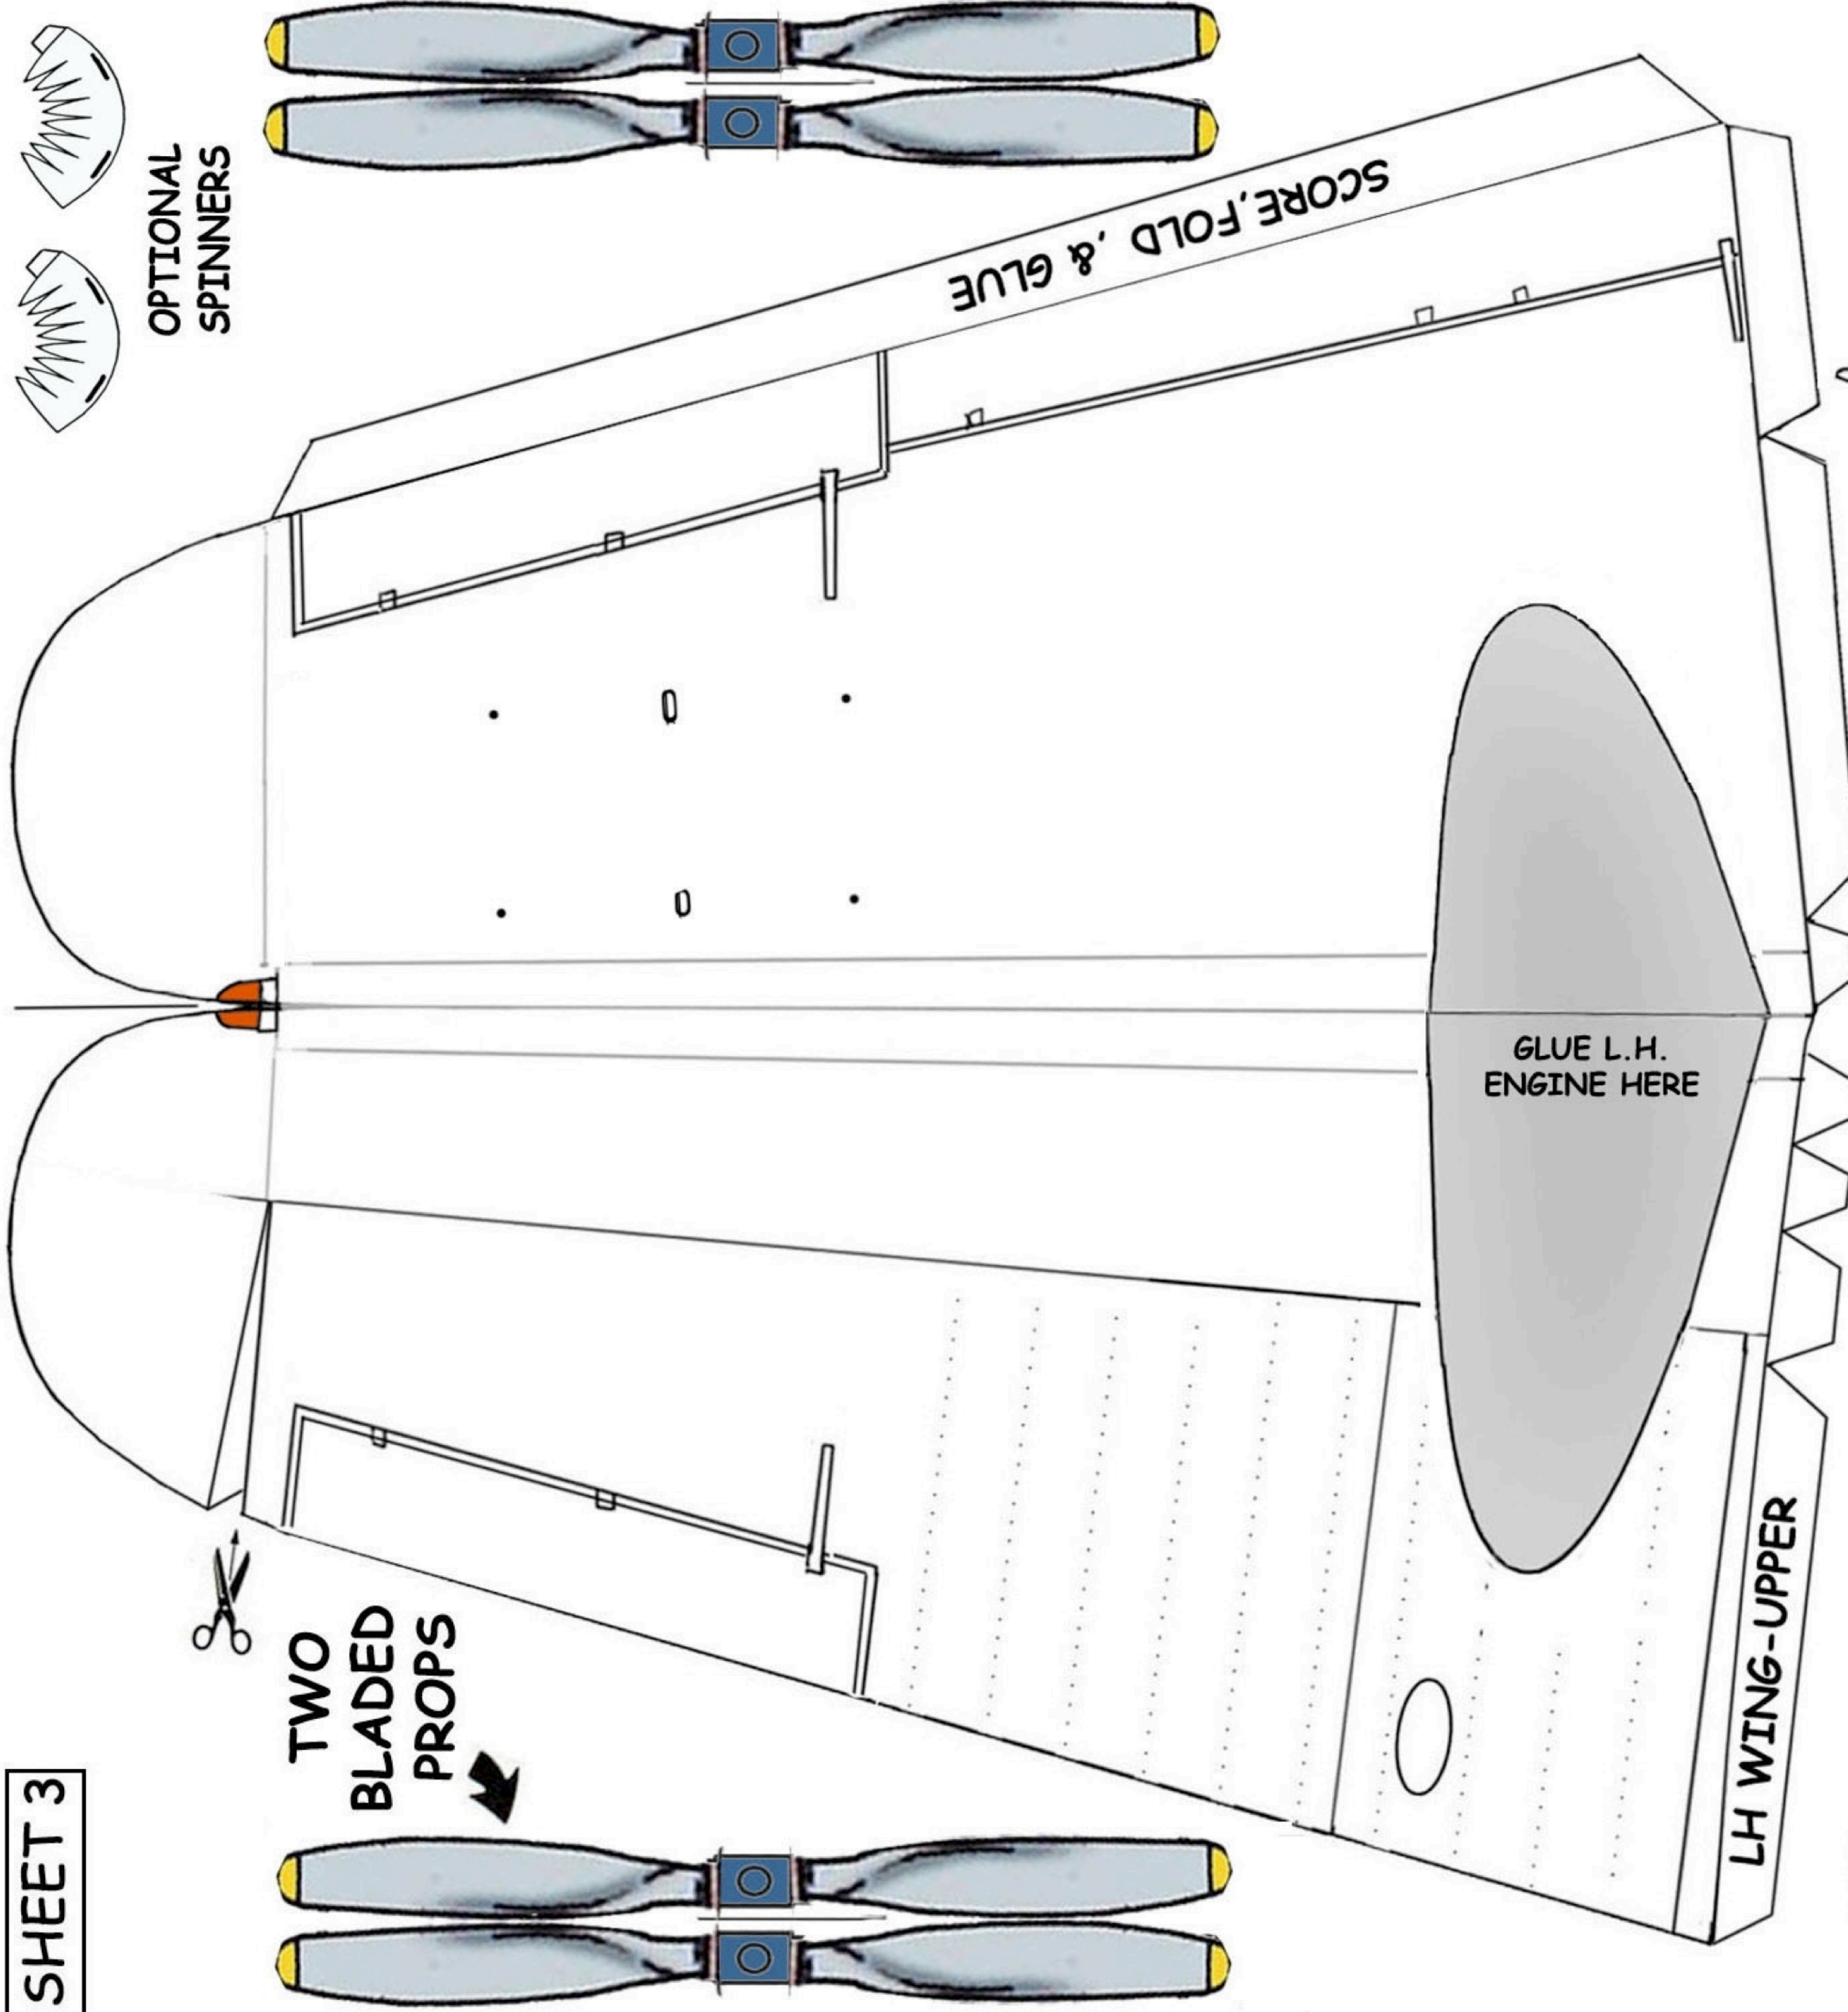 SHEET 3
OPTIONAL
SPINNERS
SCORE,FOLD ,& GLUE
GLUE L.H.
ENGINE HERE
TWO
BLADED
PROPS
LH WING-UPPER